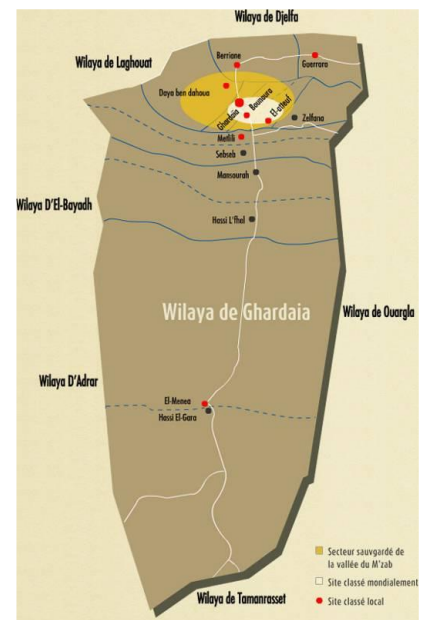 Wilaya de Djelfa
Wilaya de Laghouat
Berriane
Guerrara
Daya ben dahoua
Ghardaia
Bounoura
El-atteuf
Zelfana
Metlili
Sebseb
Mansourah
Wilaya D'El-Bayadh
Hassi L'fhel
Wilaya de Ghardaia
Wilaya de Ouargla
Wilaya D'Adrar
El-Menea
Hassi El-Gara
Secteur sauvgardé de
la vallée du M'zab
Site classé mondialement
Site classé local
Wilaya de Tamanrasset